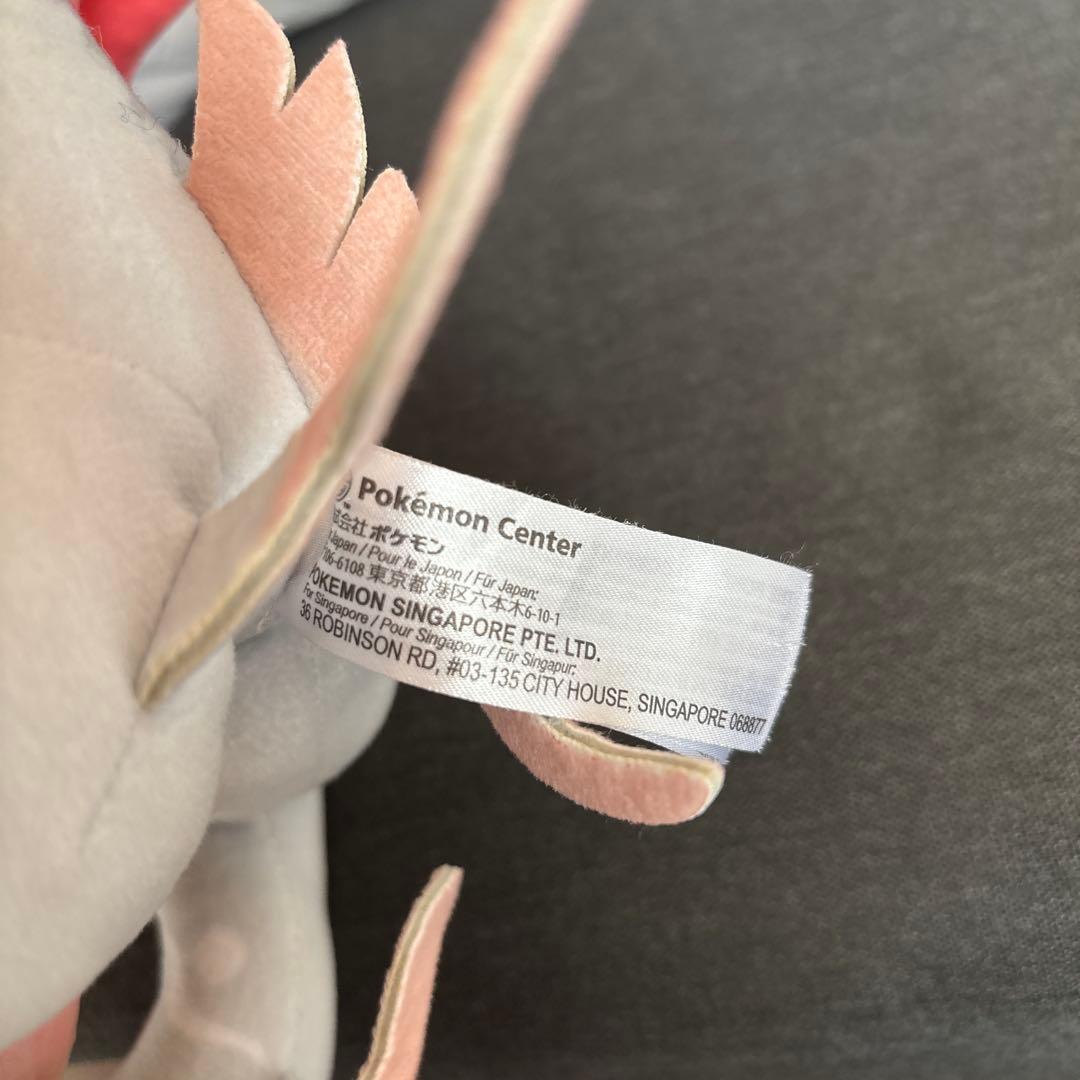 Pokémon Center
会社 ポケモン
Japan / Pour le Japon / Für Japan:
106-6108 東京都港区六本木6-10-1
POKEMON SINGAPORE PTE. LTD.
For Singapore / Pour Singapour / Für Singapur:
36 ROBINSON RD, #03-135 CITY HOUSE, SINGAPORE 068877